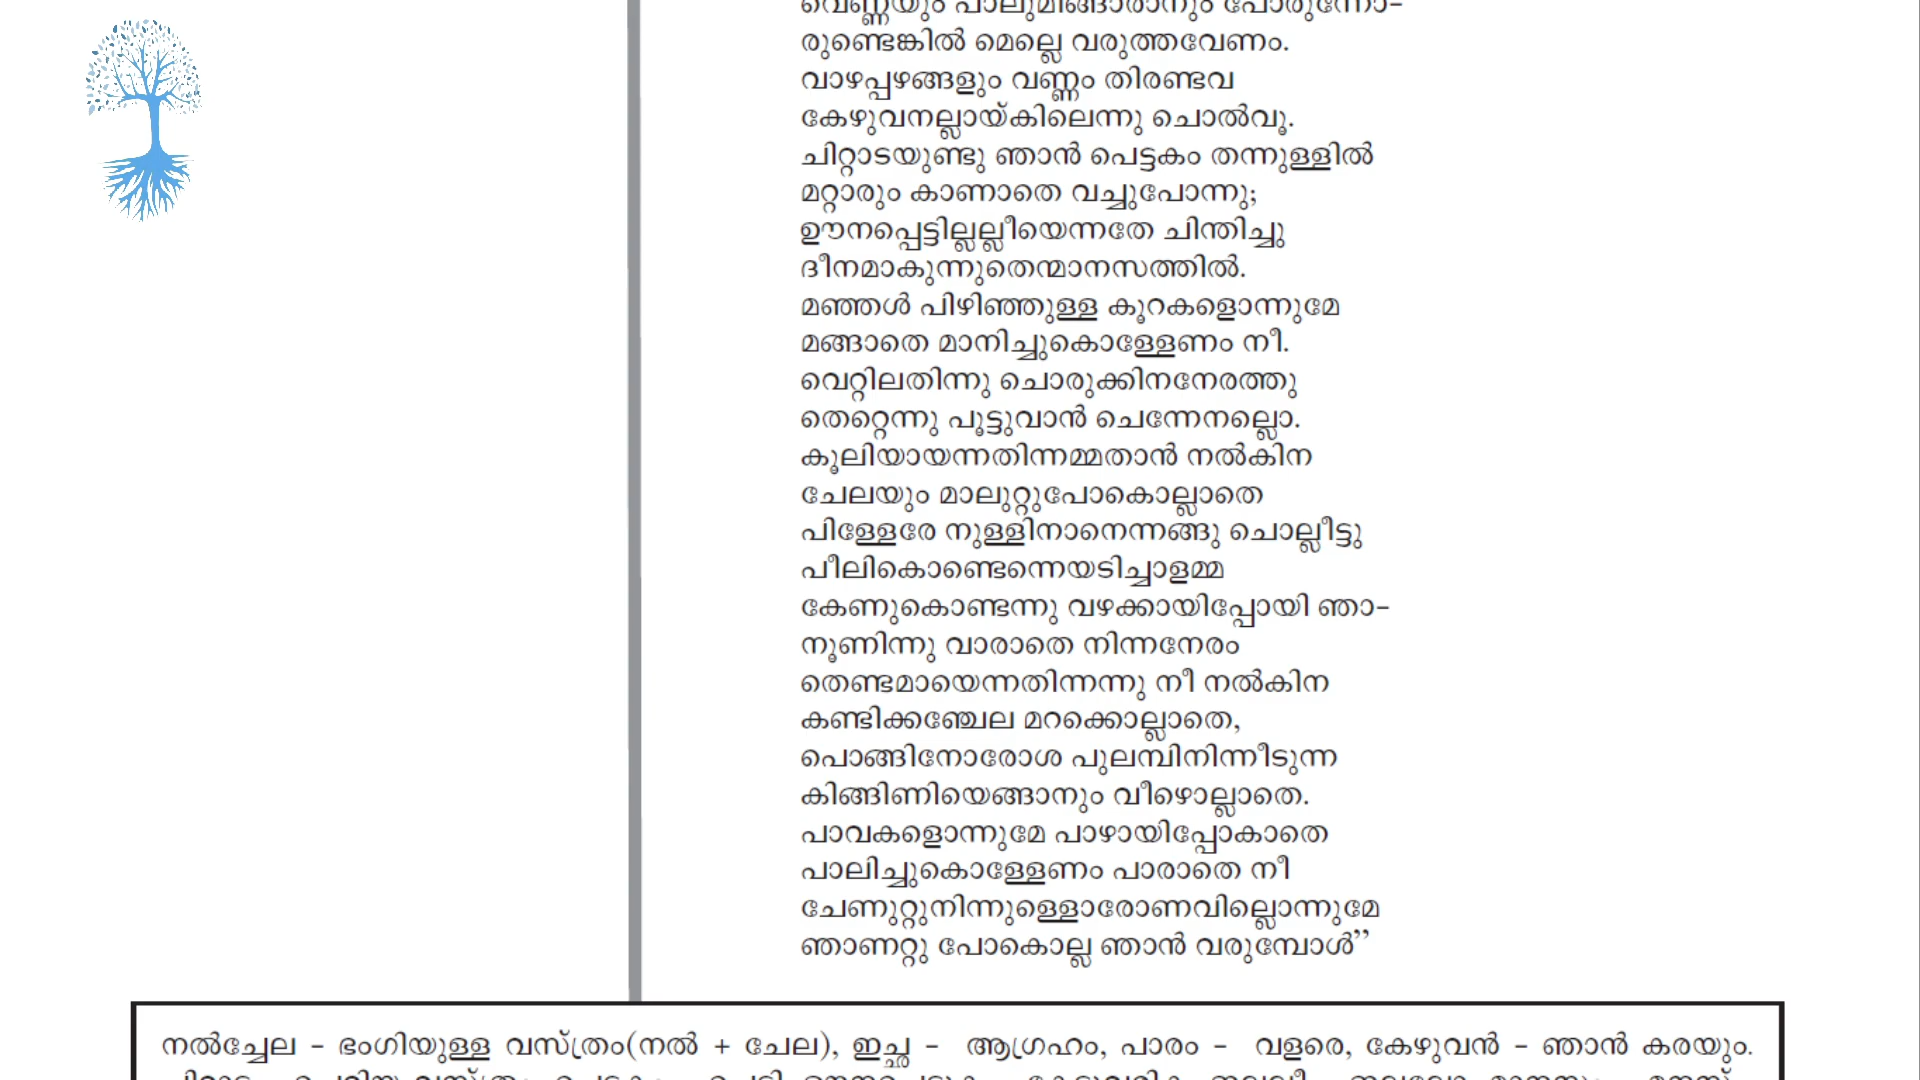 വെണ്ണയും പാലുമിങ്ങാരാനും പോരുന്നോ-
രുണ്ടെങ്കിൽ മെല്ലെ വരുത്തവേണം.
വാഴപ്പഴങ്ങളും വണ്ണം തിരണ്ടവ
കേഴുവനല്ലായ്കിലെന്നു ചൊൽവൂ.
ചിറ്റാടയുണ്ടു ഞാൻ പെട്ടകം തന്നുള്ളിൽ
മറ്റാരും കാണാതെ വച്ചുപോന്നു;
ഊനപ്പെട്ടില്ലല്ലീയെന്നതേ ചിന്തിച്ചു
ദീനമാകുന്നുതെന്മാനസത്തിൽ.
മഞ്ഞൾ പിഴിഞ്ഞുള്ള കൂറകളൊന്നുമേ
മങ്ങാതെ മാനിച്ചുകൊള്ളേണം നീ.
വെറ്റിലതിന്നു ചൊരുക്കിനനേരത്തു
തെറ്റെന്നു പൂട്ടുവാൻ ചെന്നേനല്ലൊ.
കൂലിയായന്നതിന്നമ്മതാൻ നൽകിന
ചേലയും മാലുറ്റുപോകൊല്ലാതെ
പിള്ളേരേ നുള്ളിനാനെന്നങ്ങു ചൊല്ലീട്ടു
പീലികൊണ്ടെന്നെയടിച്ചാളമ്മ
കേണുകൊണ്ടന്നു വഴക്കായിപ്പോയി ഞാ-
നൂണിന്നു വാരാതെ നിന്നനേരം
തെണ്ടമായെന്നതിന്നന്നു നീ നൽകിന
കണ്ടിക്കഞ്ചേല മറക്കൊല്ലാതെ,
പൊങ്ങിനോരോശ പുലമ്പിനിന്നീടുന്ന
കിങ്ങിണിയെങ്ങാനും വീഴൊല്ലാതെ.
പാവകളൊന്നുമേ പാഴായിപ്പോകാതെ
പാലിച്ചുകൊള്ളേണം പാരാതെ നീ
ചേണുറ്റുനിന്നുള്ളൊരോണവില്ലൊന്നുമേ
ഞാണറ്റു പോകൊല്ല ഞാൻ വരുമ്പോൾ’’
നൽച്ചേല - ഭംഗിയുള്ള വസ്ത്രം(നൽ + ചേല), ഇച്ഛ - ആഗ്രഹം, പാരം - വളരെ, കേഴുവൻ - ഞാൻ കരയും.